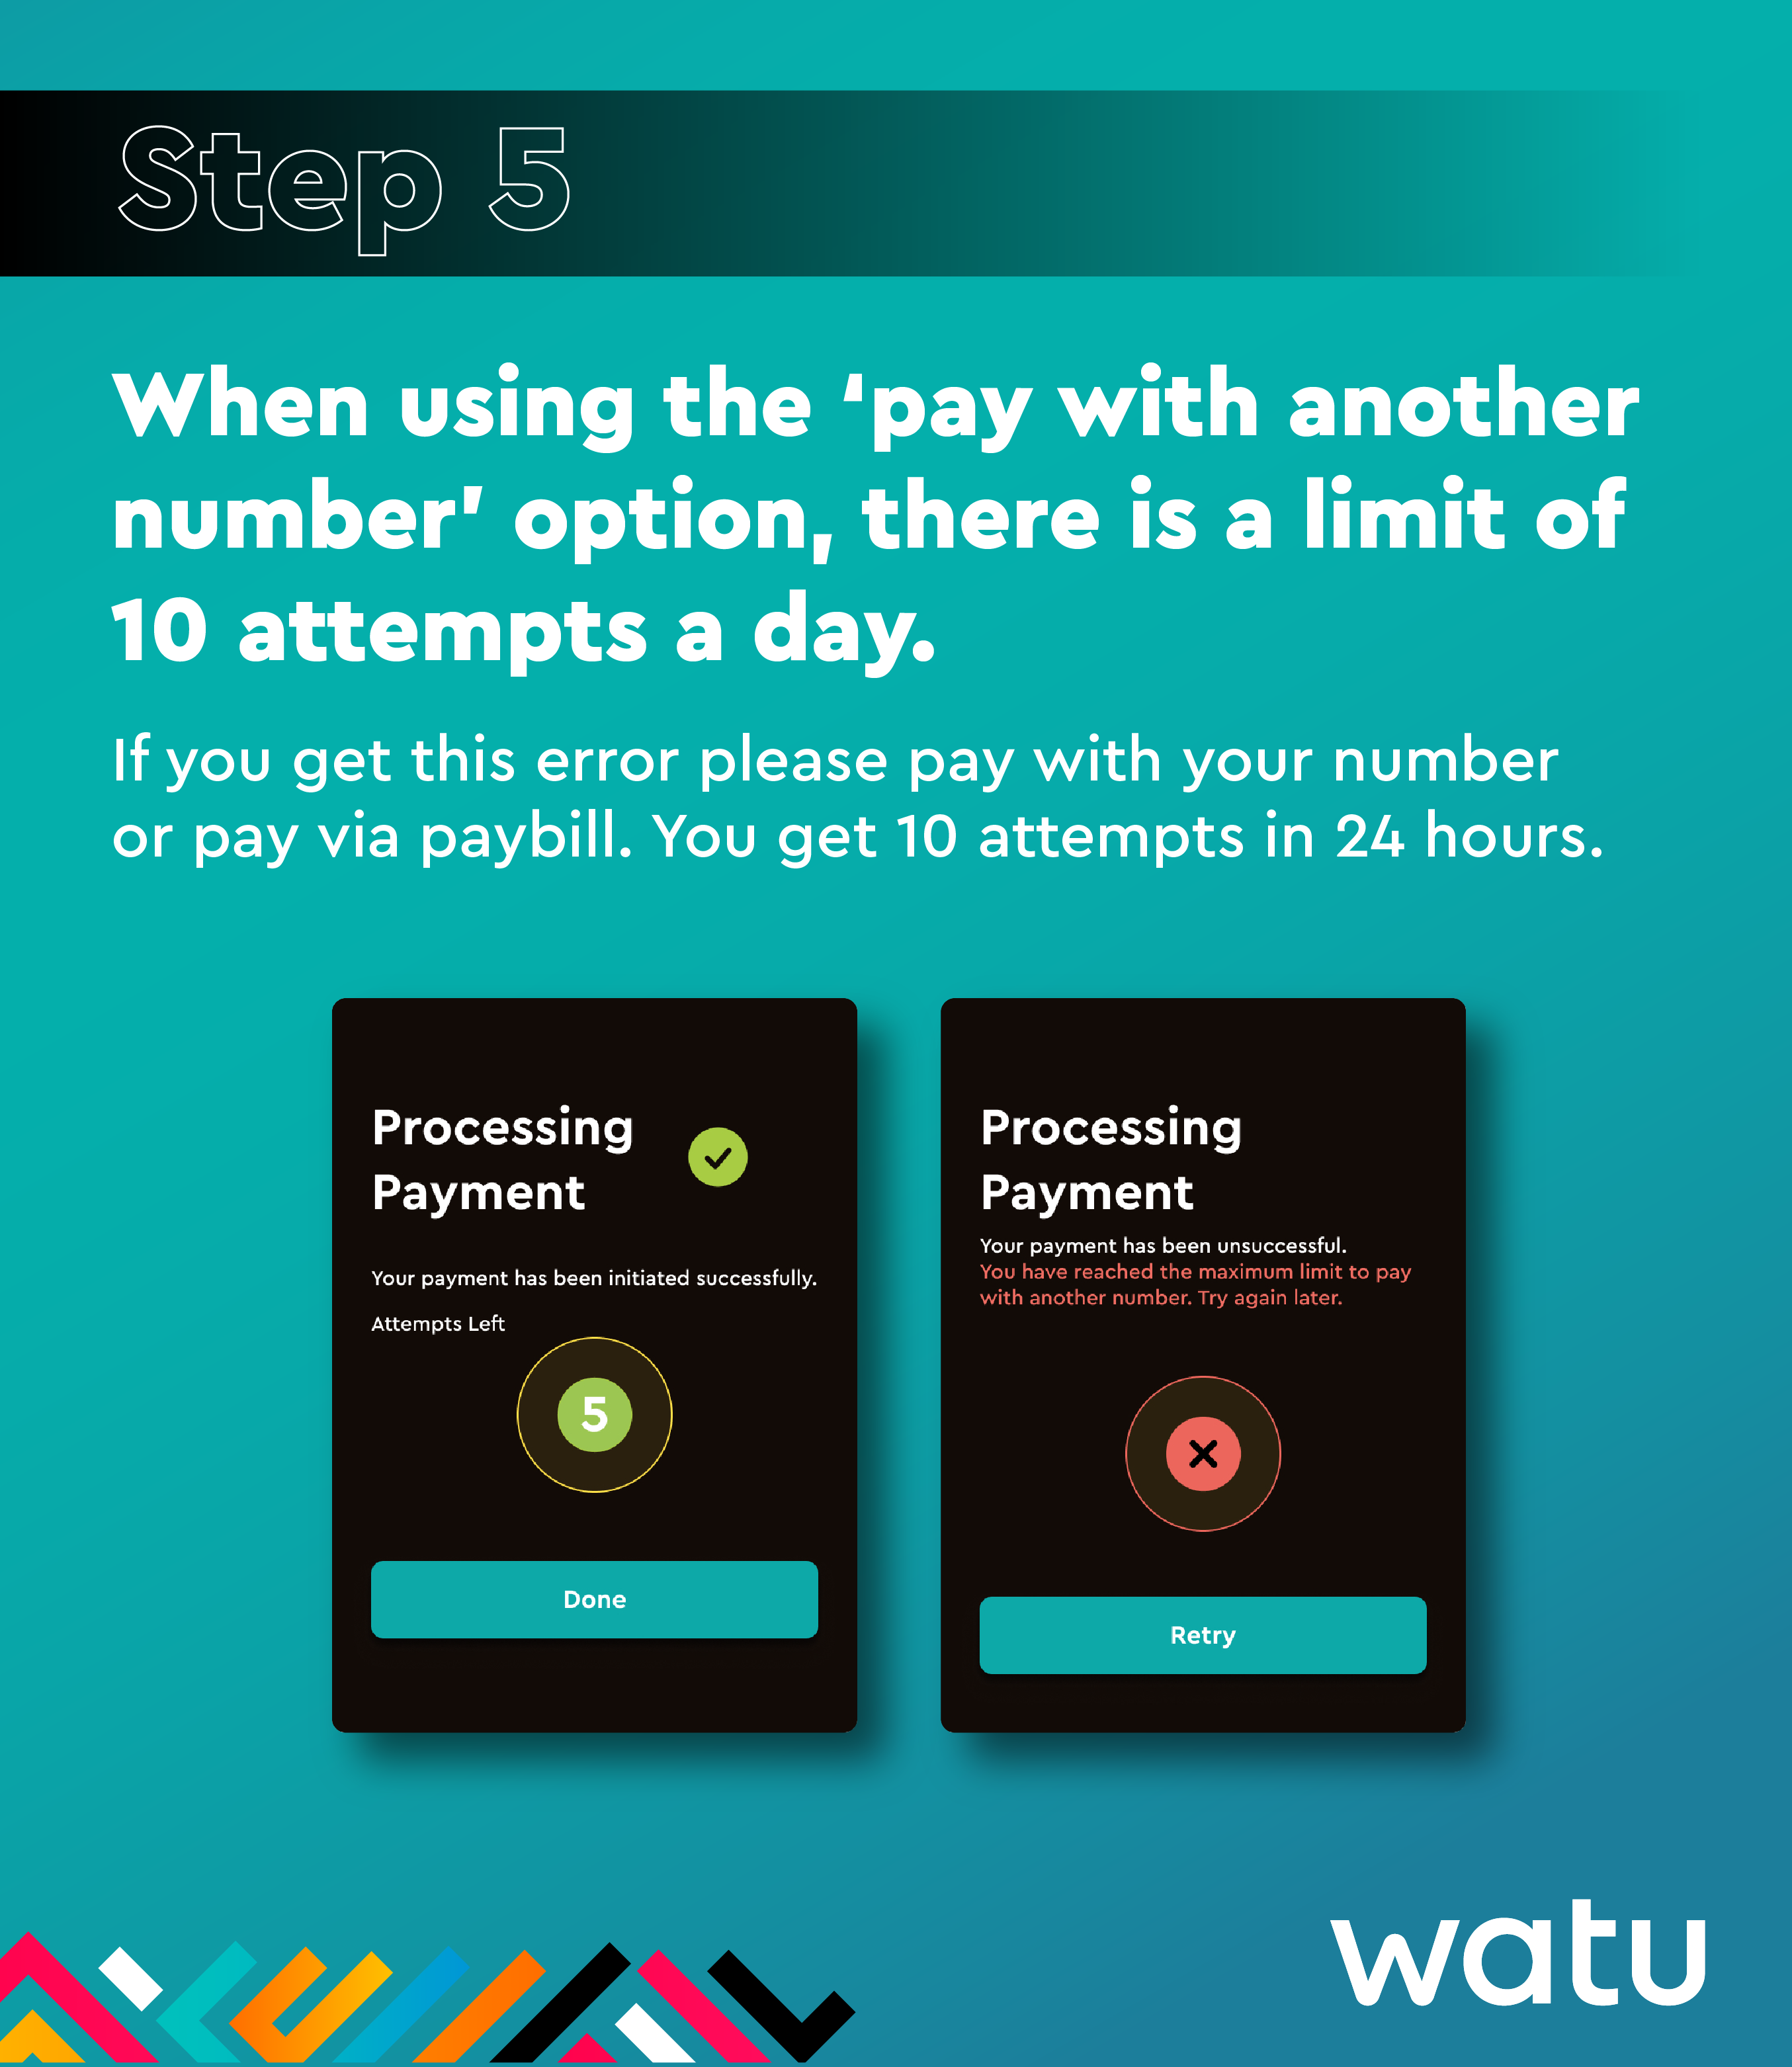 Step 5
When using the ‘pay with another
number’ option, there is a limit of
10 attempts a day.
If you get this error please pay with your number
or pay via paybill. You get 10 attempts in 24 hours.
Processing
Payment
Your payment has been initiated successfully.
Attempts Left
5
Done
Processing
Payment
Your payment has been unsuccessful.
You have reached the maximum limit to pay
with another number. Try again later.
Retry
watu